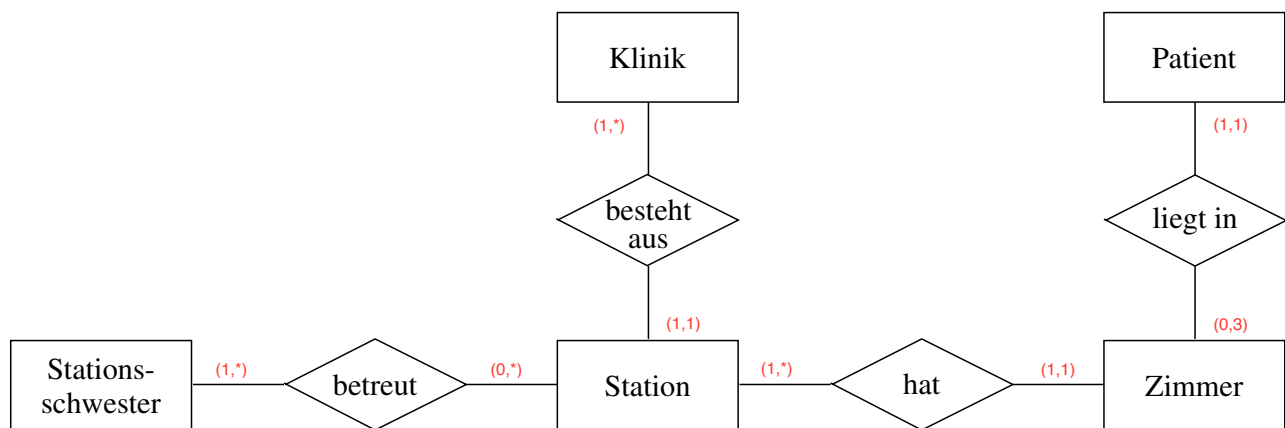 Klinik
Patient
(1,*)
(1,1)
besteht
aus
liegt in
(1,1)
(0,3)
Stations-
schwester
(1,*)
betreut
(0,*)
Station
(1,*)
hat
(1,1)
Zimmer